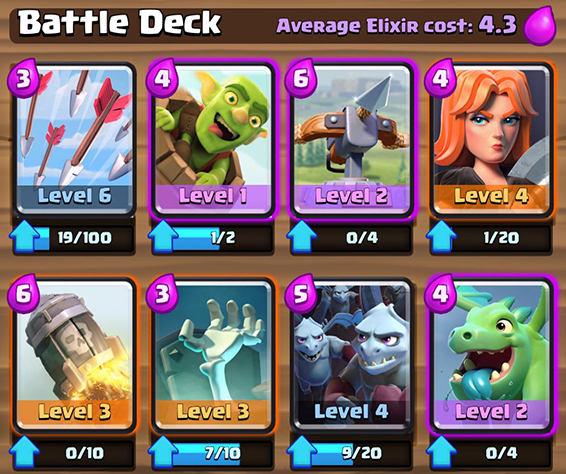 Battle Deck
Average Elixir cost: 4.3
3 4 6 4
Level 6 Level 1 Level 2 Level 4
19/100 1/2 0/4 1/20
6 3 5 4
Level 3 Level 3 Level 4 Level 2
0/10 7/10 9/20 0/4